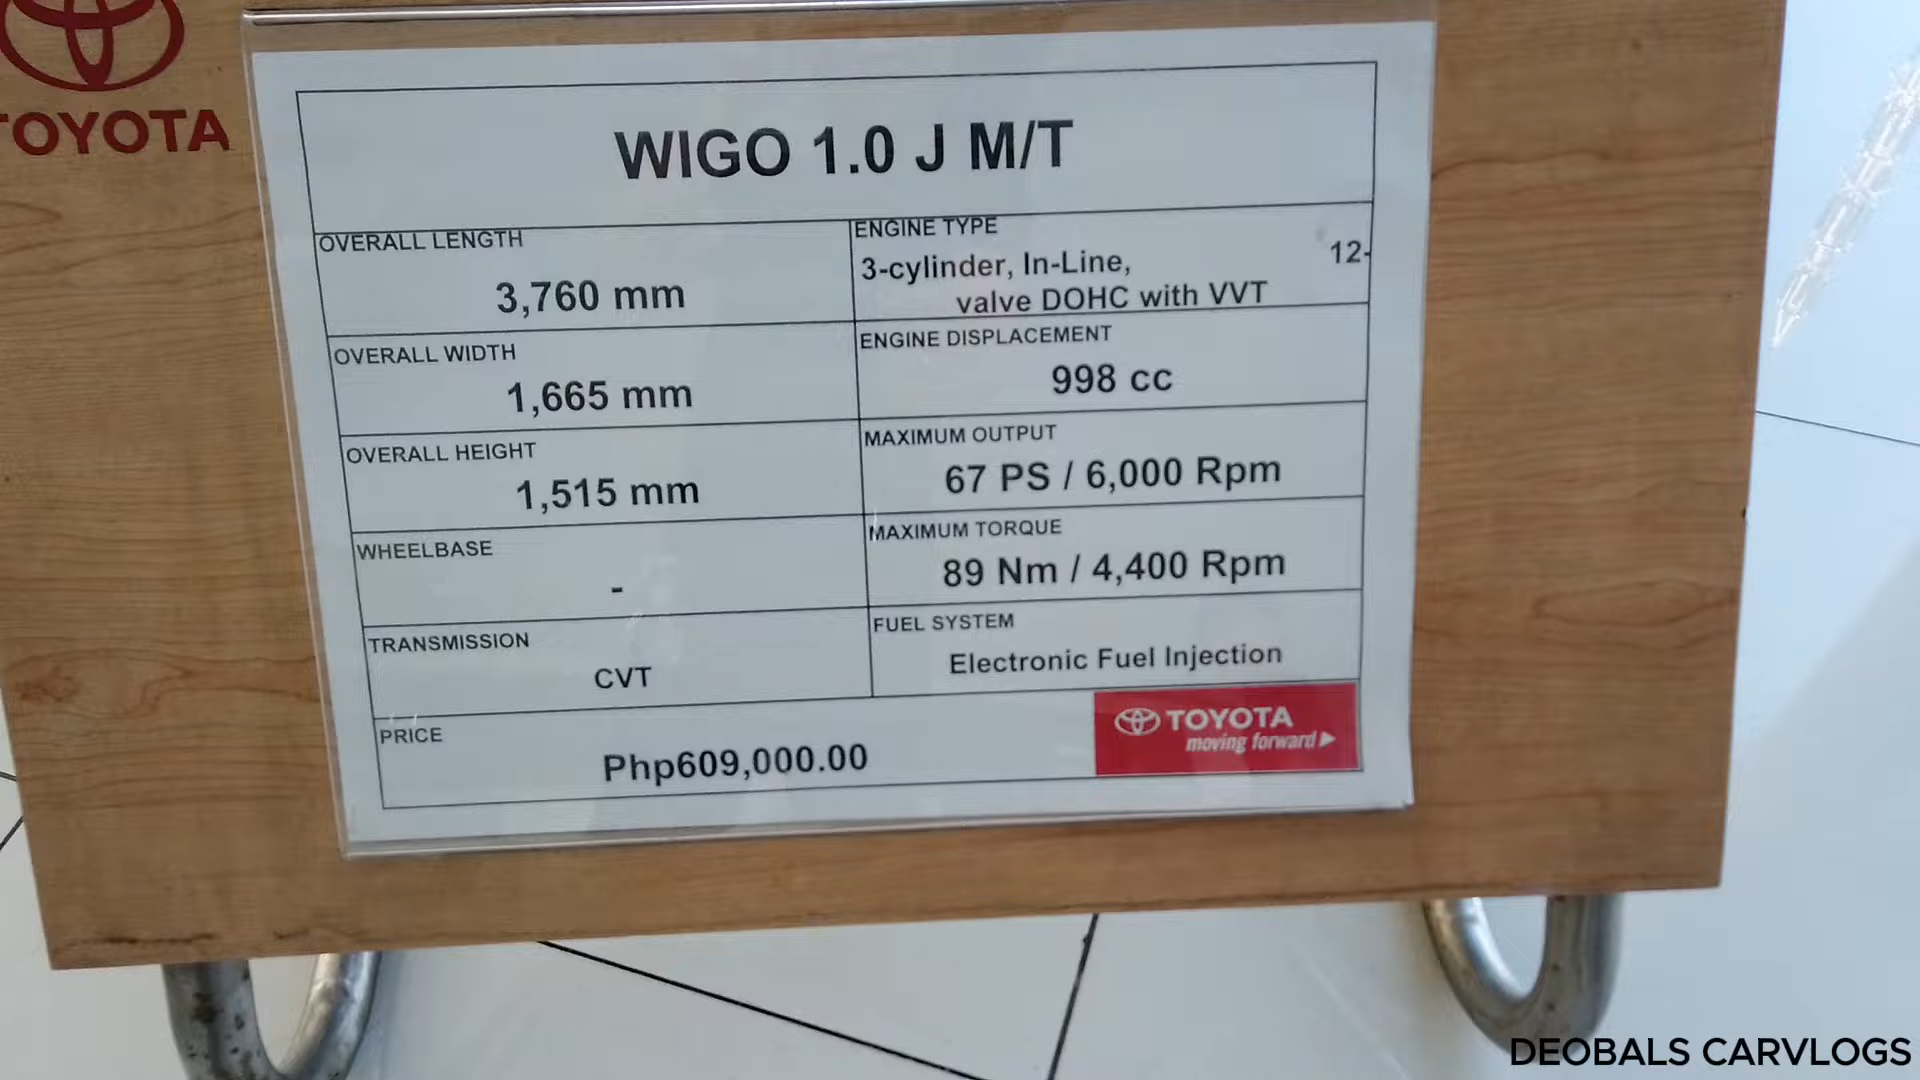 TOYOTA
WIGO 1.0 J M/T
OVERALL LENGTH
3,760 mm
ENGINE TYPE
3-cylinder, In-Line, 12-
valve DOHC with VVT
OVERALL WIDTH
1,665 mm
ENGINE DISPLACEMENT
998 cc
OVERALL HEIGHT
1,515 mm
MAXIMUM OUTPUT
67 PS / 6,000 Rpm
WHEELBASE
-
MAXIMUM TORQUE
89 Nm / 4,400 Rpm
TRANSMISSION
CVT
FUEL SYSTEM
Electronic Fuel Injection
PRICE
Php609,000.00
TOYOTA
moving forward
DEOBALS CARVLOGS